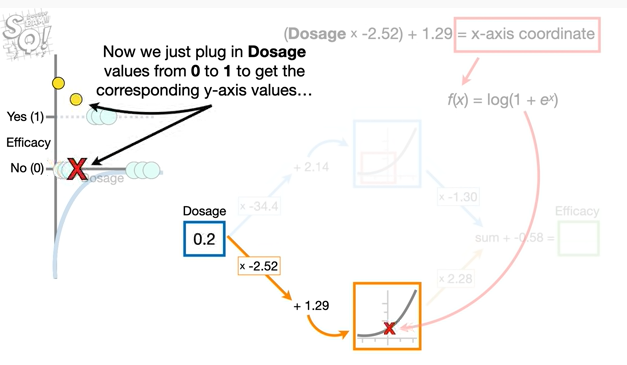 SQ!
(Dosage x -2.52) + 1.29 = x-axis coordinate
Now we just plug in Dosage
values from 0 to 1 to get the
corresponding y-axis values…
f(x) = log(1 + eˣ)
Yes (1)
Efficacy
No (0)
Dosage
+ 2.14
x -34.4
x -1.30
Dosage
0.2
Efficacy
sum + -0.58 =
x -2.52
x 2.28
+ 1.29